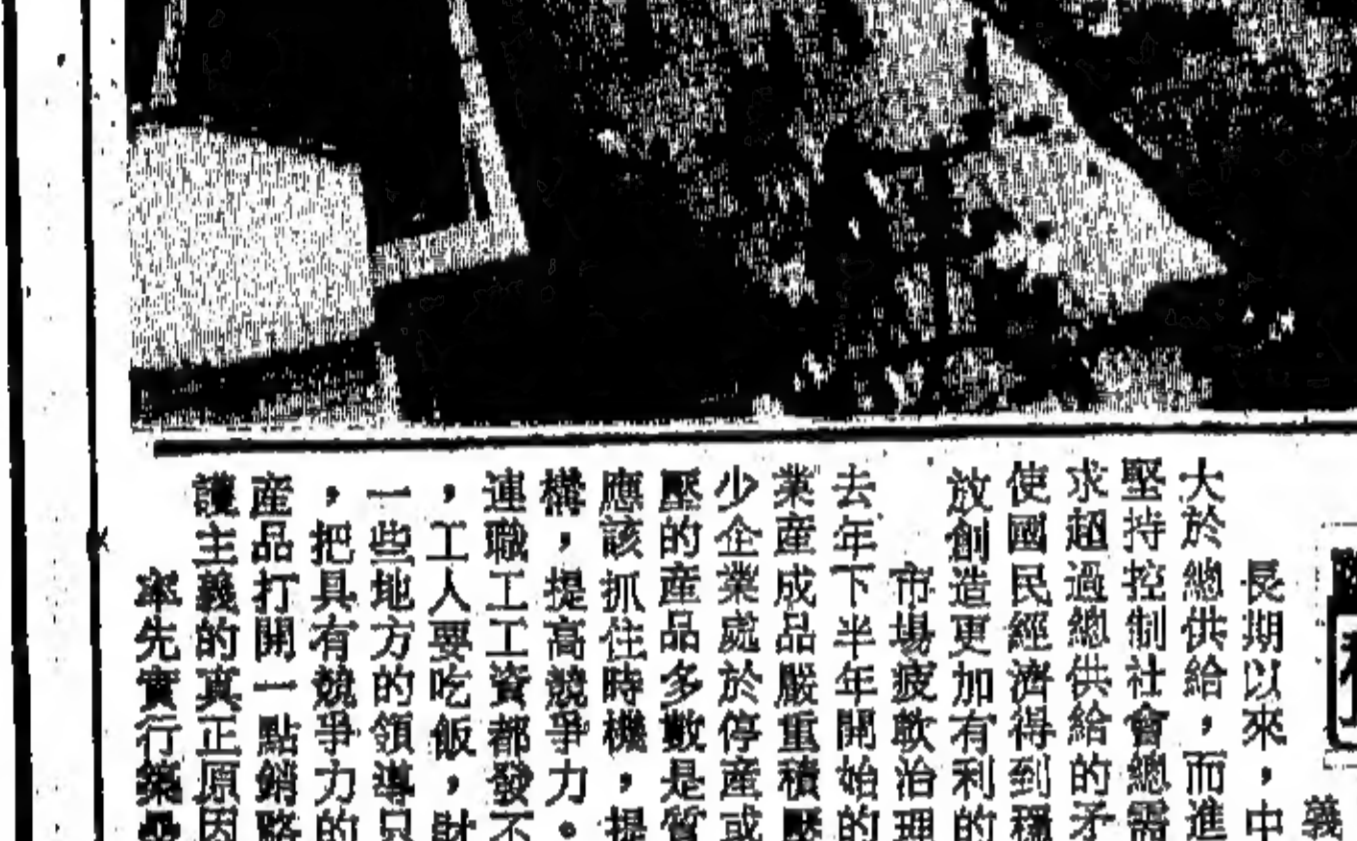 義
長期以來，中
大於總供給，而進
堅持控制社會總需
求超過總供給的矛
使國民經濟得到穩
放創造更加有利的
市場疲軟治理
去年下半年開始的
業産成品嚴重積壓
少企業處於停産或
壓的産品多數是質
應該抓住時機，提
構，提高競爭力。
連職工工資都發不
，工人要吃飯，財
一些地方的領導只
，把具有競爭力的
産品打開一點銷路
護主義的真正原因
率先實行